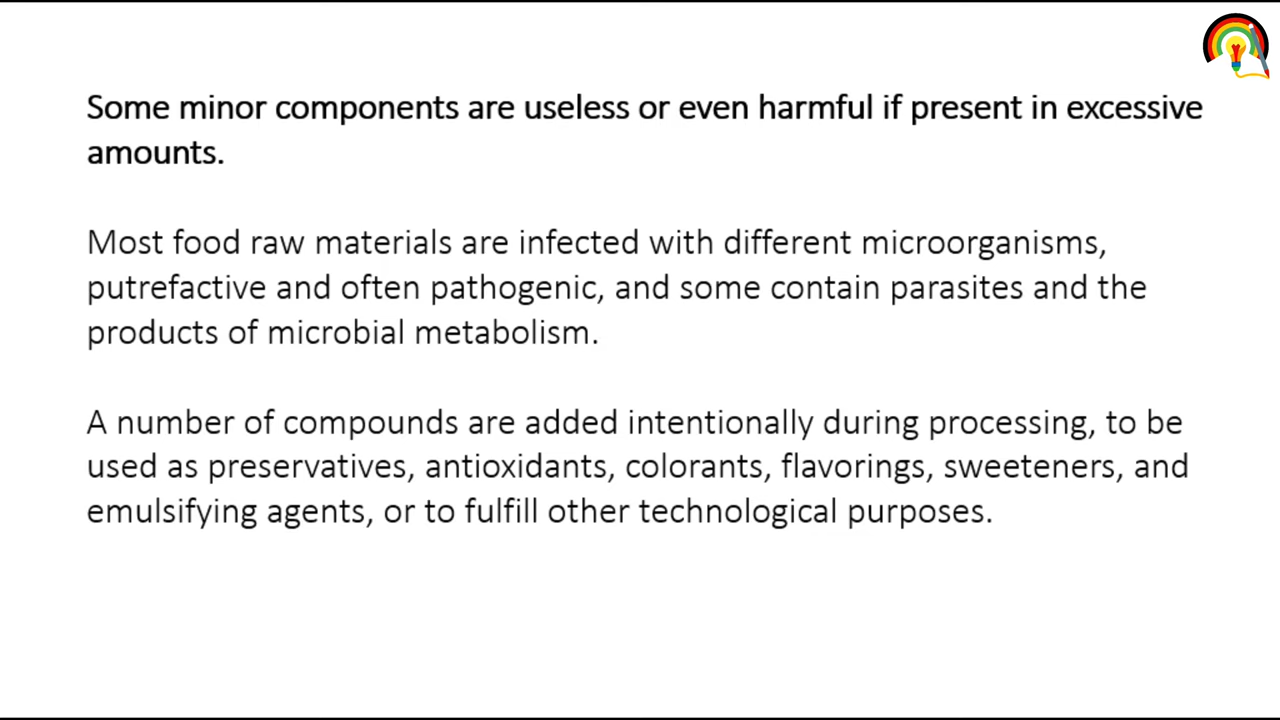 Some minor components are useless or even harmful if present in excessive
amounts.
Most food raw materials are infected with different microorganisms,
putrefactive and often pathogenic, and some contain parasites and the
products of microbial metabolism.
A number of compounds are added intentionally during processing, to be
used as preservatives, antioxidants, colorants, flavorings, sweeteners, and
emulsifying agents, or to fulfill other technological purposes.